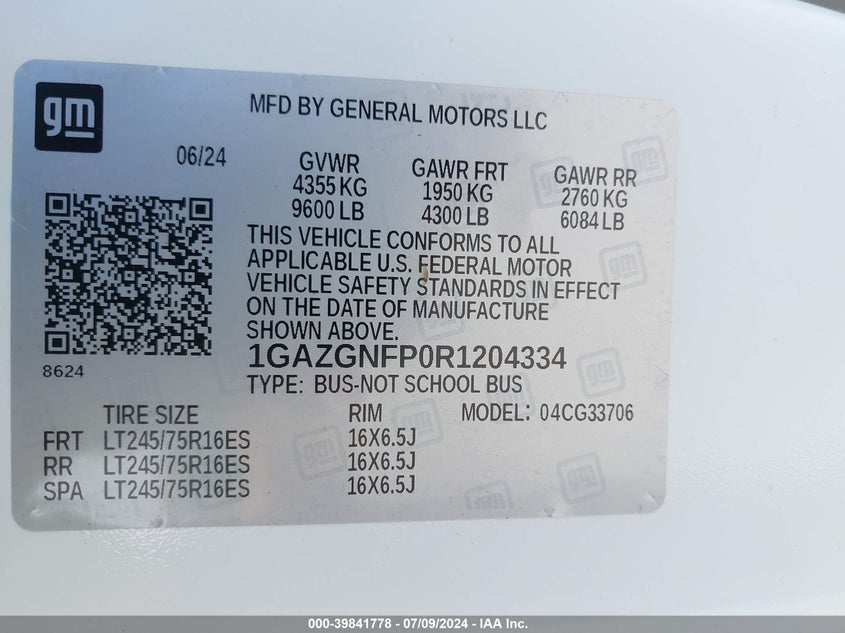 gm
MFD BY GENERAL MOTORS LLC
06/24
GVWR
4355 KG
9600 LB
GAWR FRT
1950 KG
4300 LB
GAWR RR
2760 KG
6084 LB
THIS VEHICLE CONFORMS TO ALL
APPLICABLE U.S. FEDERAL MOTOR
VEHICLE SAFETY STANDARDS IN EFFECT
ON THE DATE OF MANUFACTURE
SHOWN ABOVE.
8624
1GAZGNFP0R1204334
TYPE: BUS-NOT SCHOOL BUS
TIRE SIZE RIM MODEL: 04CG33706
FRT LT245/75R16ES 16X6.5J
RR LT245/75R16ES 16X6.5J
SPA LT245/75R16ES 16X6.5J
000-39841778 - 07/09/2024 - IAA Inc.